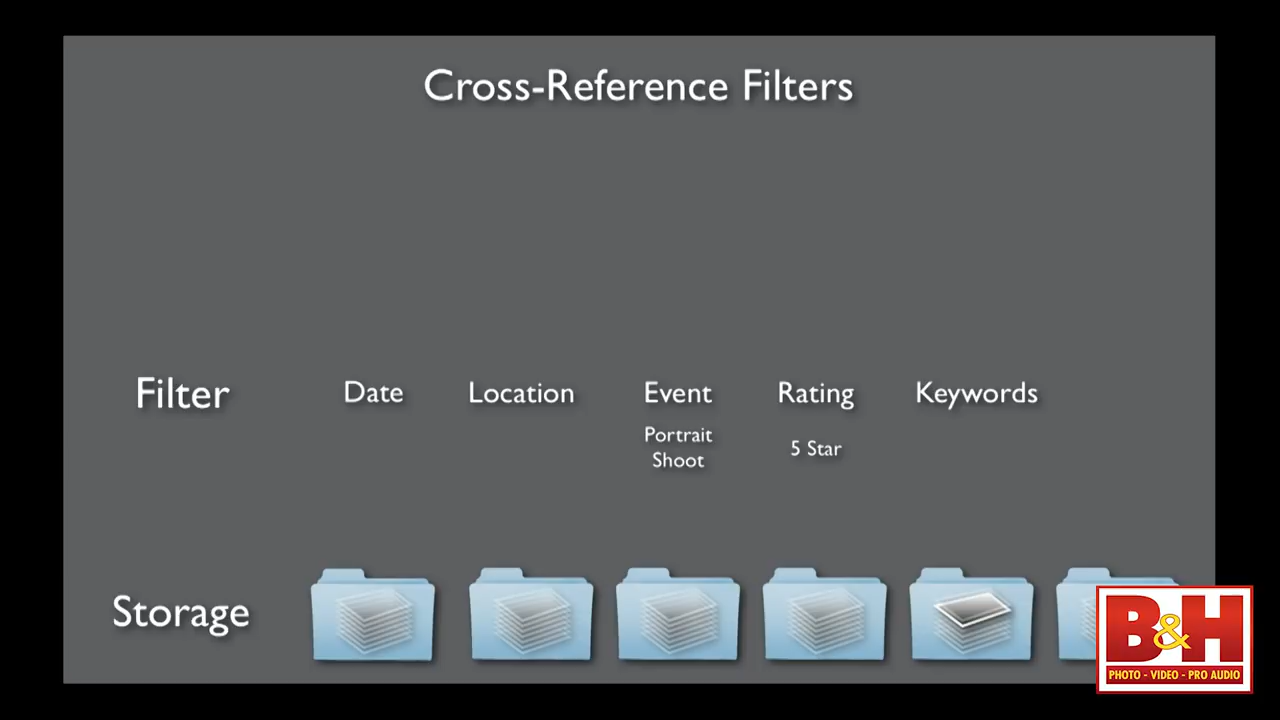 Cross-Reference Filters
Filter
Date
Location
Event
Rating
Keywords
Portrait
Shoot
5 Star
Storage
B&H
PHOTO - VIDEO - PRO AUDIO